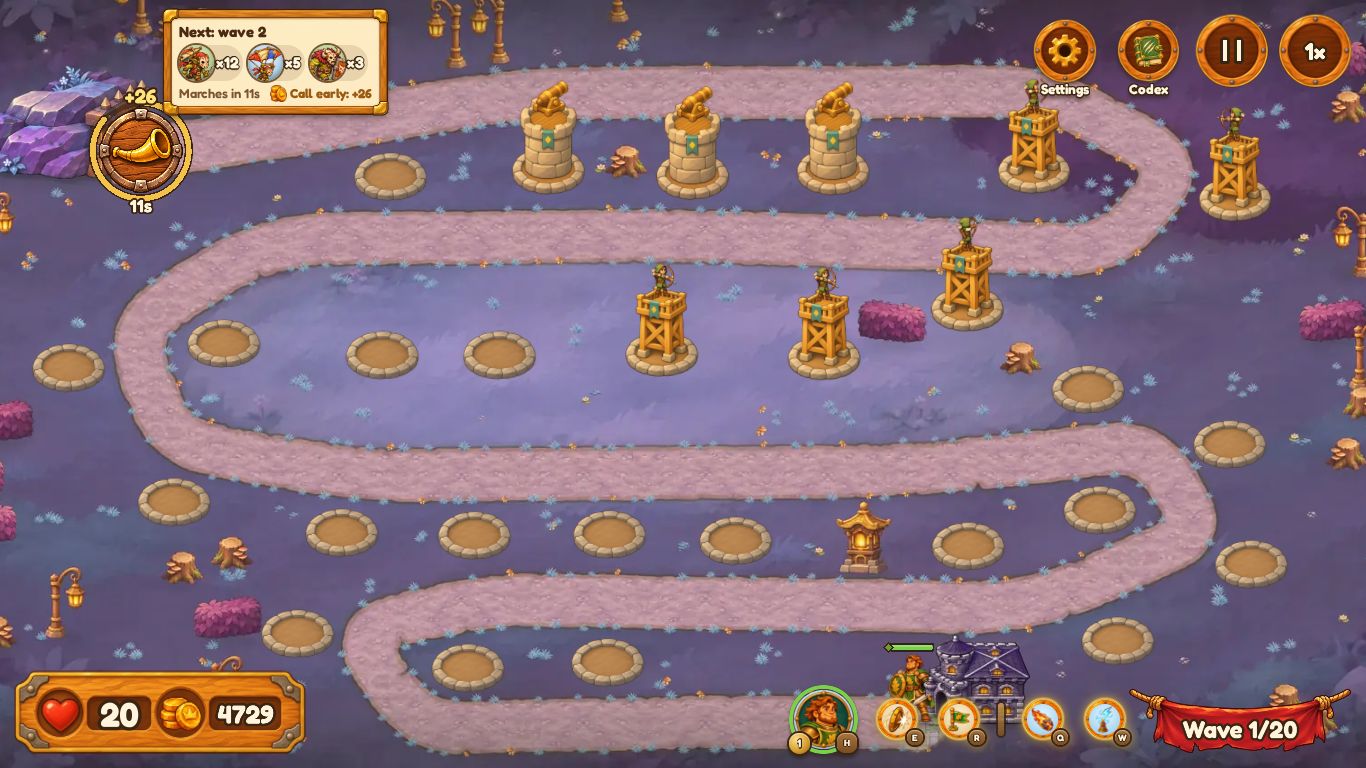 Next: wave 2
x12 x5 x3
Marches in 11s Call early: +26
+26
11s
Settings
Codex
1x
20
4729
1
H
E
R
Q
W
Wave 1/20